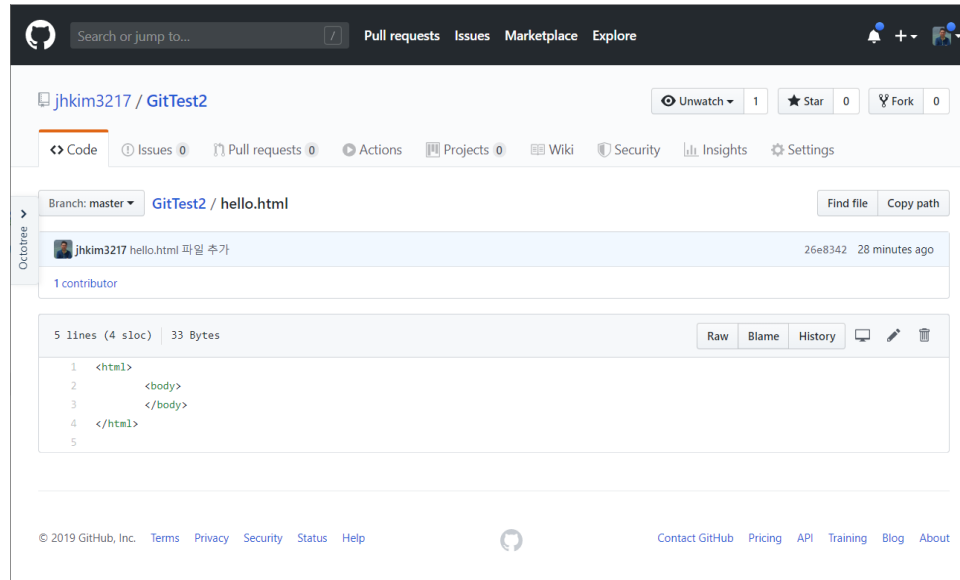 Search or jump to... / Pull requests Issues Marketplace Explore
jhkim3217 / GitTest2 Unwatch 1 Star 0 Fork 0
Code Issues 0 Pull requests 0 Actions Projects 0 Wiki Security Insights Settings
Branch: master GitTest2 / hello.html Find file Copy path
Octotree
jhkim3217 hello.html 파일 추가 26e8342 28 minutes ago
1 contributor
5 lines (4 sloc) 33 Bytes Raw Blame History
1 <html>
2 <body>
3 </body>
4 </html>
5
© 2019 GitHub, Inc. Terms Privacy Security Status Help Contact GitHub Pricing API Training Blog About